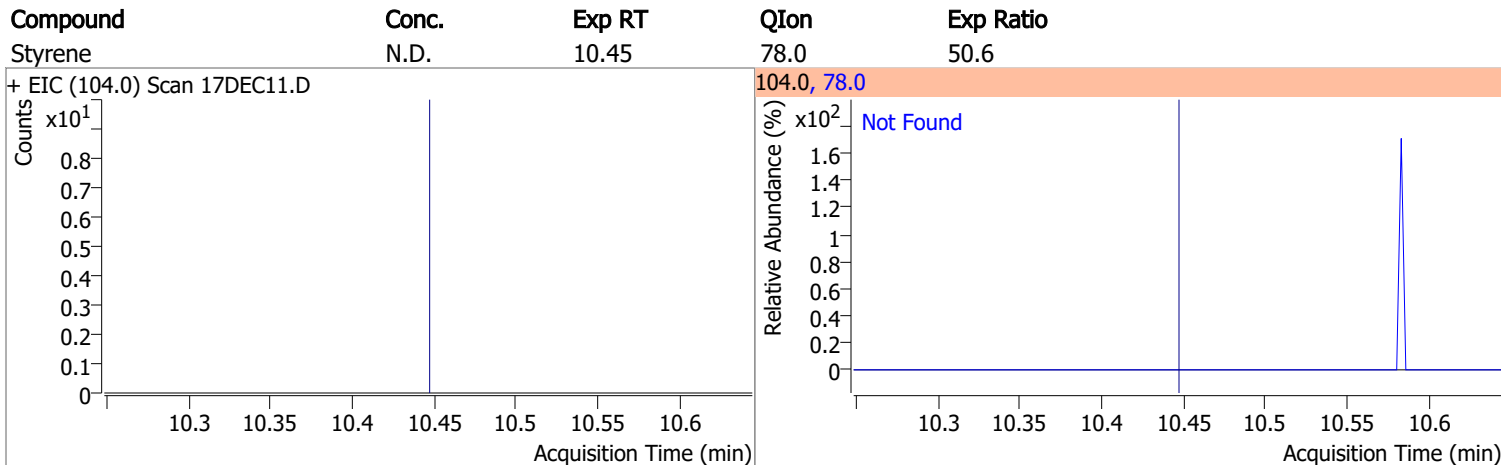 Compound Conc. Exp RT QIon Exp Ratio
Styrene N.D. 10.45 78.0 50.6
+ EIC (104.0) Scan 17DEC11.D
Counts
x10¹
0.8
0.7
0.6
0.5
0.4
0.3
0.2
0.1
0
10.3 10.35 10.4 10.45 10.5 10.55 10.6
Acquisition Time (min)
104.0, 78.0
Relative Abundance (%)
x10²
Not Found
1.6
1.4
1.2
1
0.8
0.6
0.4
0.2
0
10.3 10.35 10.4 10.45 10.5 10.55 10.6
Acquisition Time (min)